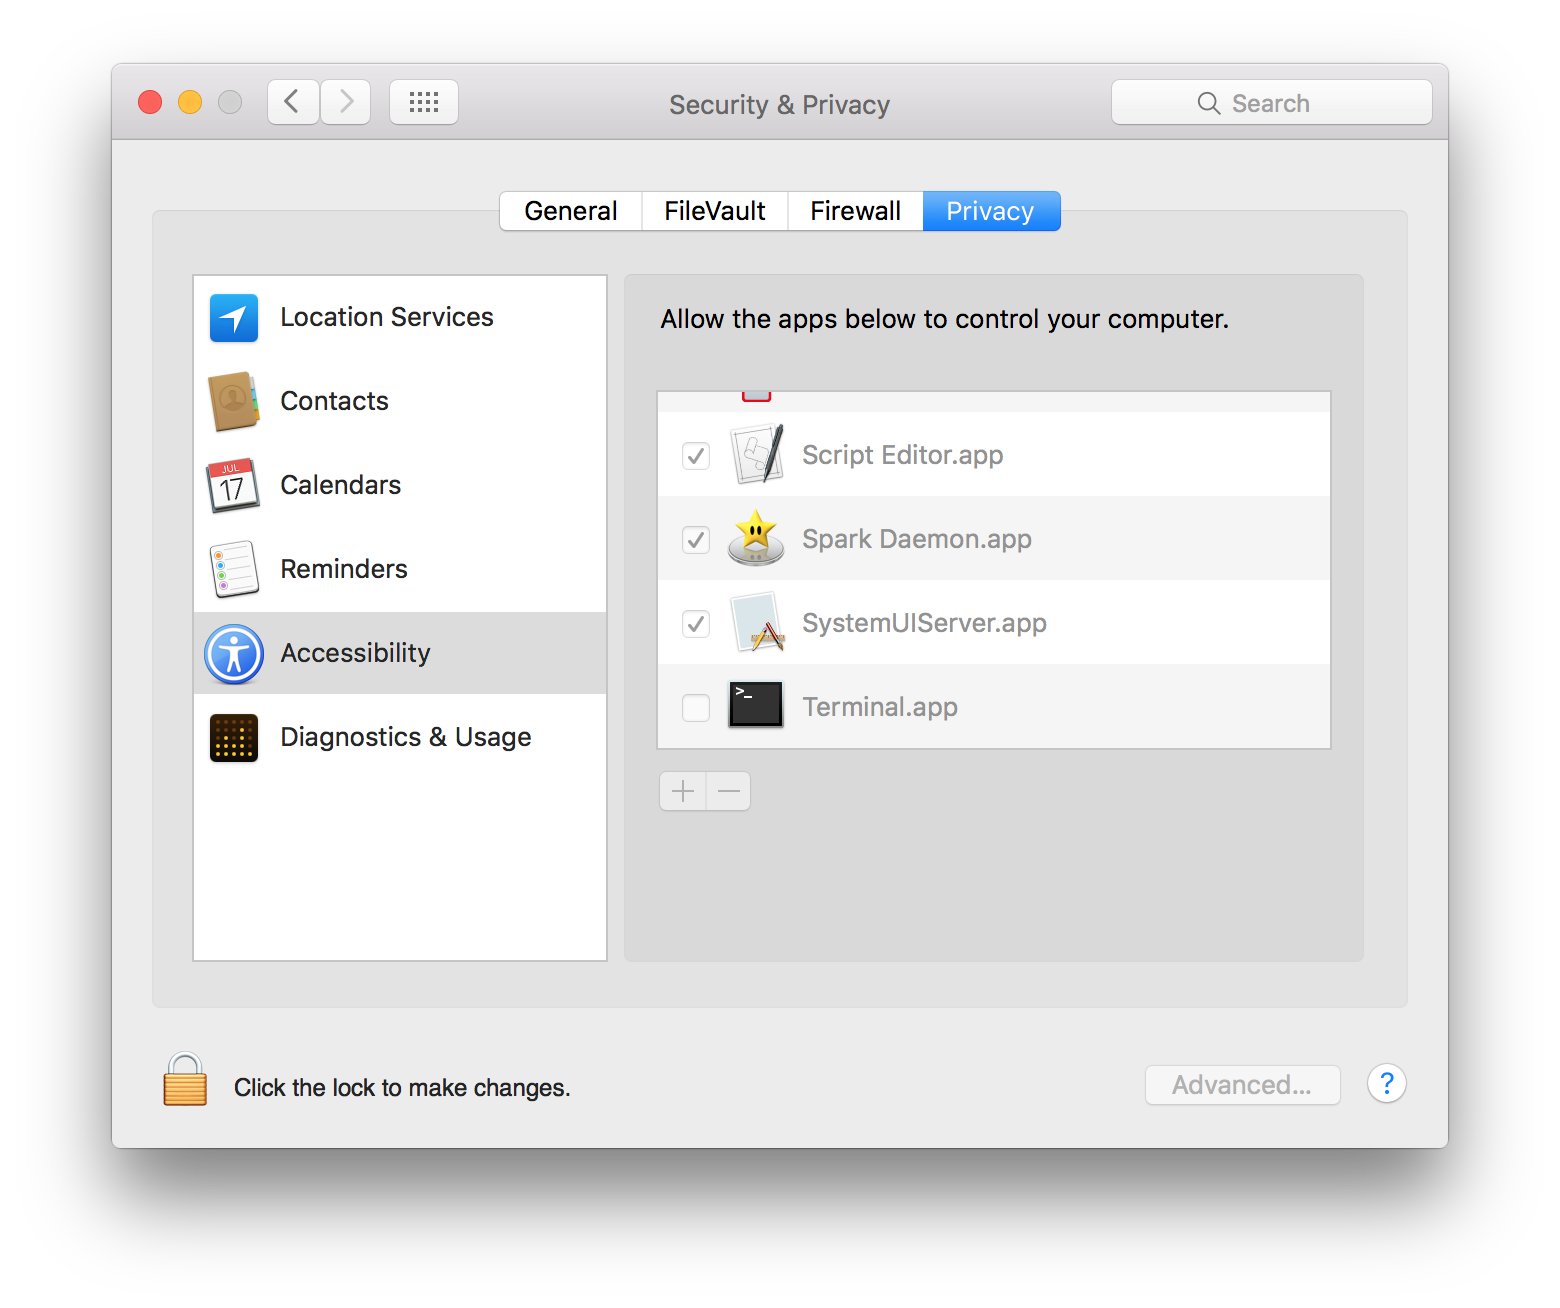 Security & Privacy
Search
General
FileVault
Firewall
Privacy
Location Services
Contacts
JUL
17
Calendars
Reminders
Accessibility
Diagnostics & Usage
Allow the apps below to control your computer.
Script Editor.app
Spark Daemon.app
SystemUIServer.app
>_
Terminal.app
Click the lock to make changes.
Advanced...
?